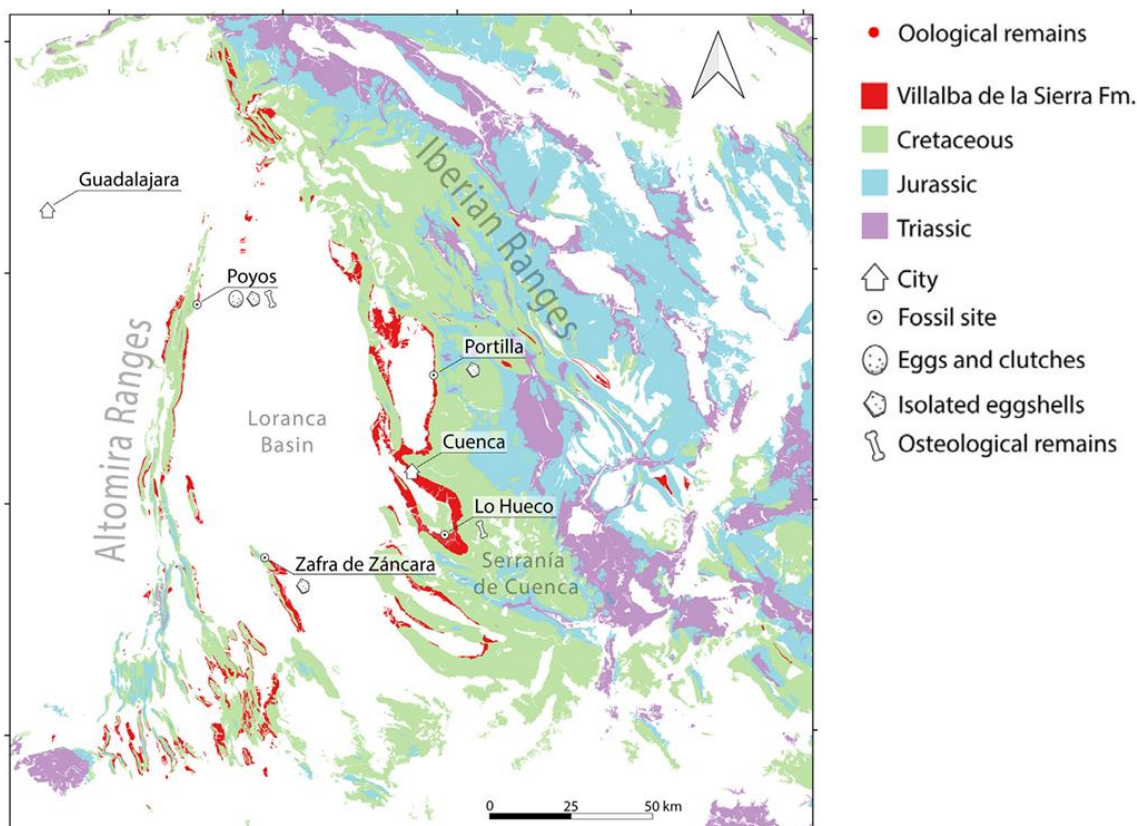 Oological remains
Villalba de la Sierra Fm.
Cretaceous
Jurassic
Triassic
City
Fossil site
Eggs and clutches
Isolated eggshells
Osteological remains
Iberian Ranges
Guadalajara
Poyos
Altomira Ranges
Portilla
Loranca
Basin
Cuenca
Lo Hueco
Zafra de Záncara
Serranía
de Cuenca
0 25 50 km